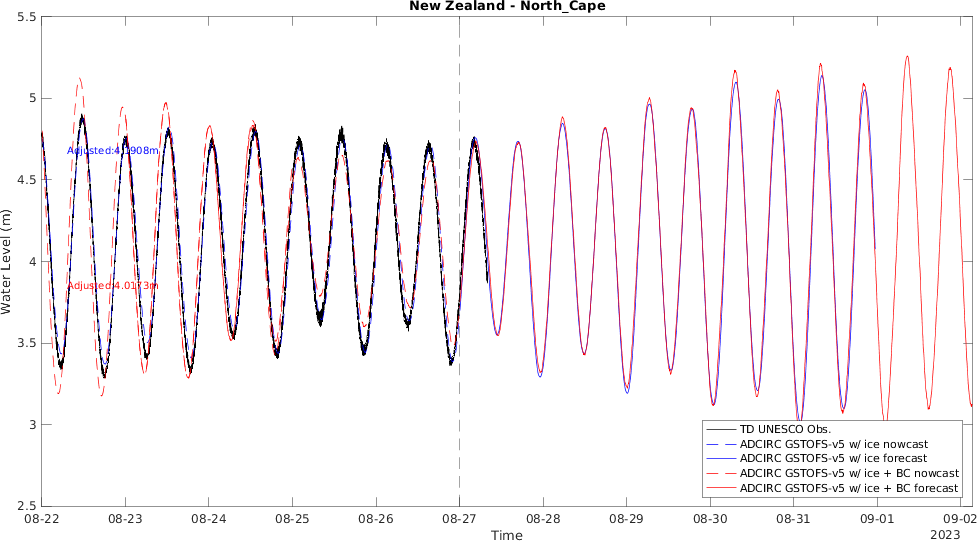 New Zealand - North_Cape
5.5
5
4.5
4
3.5
3
2.5
Water Level (m)
Adjusted:4.0173m
08-22
08-23
08-24
08-25
08-26
08-27
08-28
08-29
08-30
08-31
09-01
09-02
2023
Time
TD UNESCO Obs.
ADCIRC GSTOFS-v5 w/ ice nowcast
ADCIRC GSTOFS-v5 w/ ice forecast
ADCIRC GSTOFS-v5 w/ ice + BC nowcast
ADCIRC GSTOFS-v5 w/ ice + BC forecast